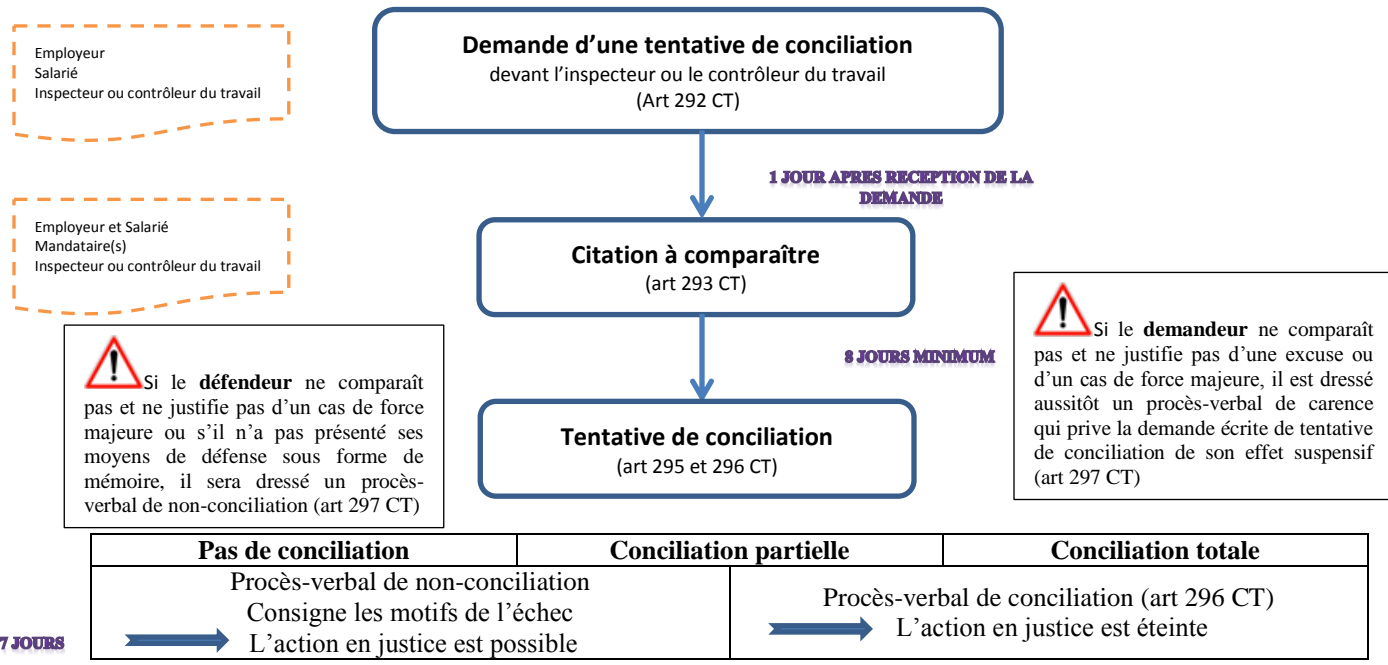 Employeur
Salarié
Inspecteur ou contrôleur du travail
Demande d’une tentative de conciliation
devant l’inspecteur ou le contrôleur du travail
(Art 292 CT)
1 JOUR APRES RECEPTION DE LA
DEMANDE
Employeur et Salarié
Mandataire(s)
Inspecteur ou contrôleur du travail
Citation à comparaître
(art 293 CT)
8 JOURS MINIMUM
Si le défendeur ne comparaît
pas et ne justifie pas d’un cas de force
majeure ou s’il n’a pas présenté ses
moyens de défense sous forme de
mémoire, il sera dressé un procès-
verbal de non-conciliation (art 297 CT)
Si le demandeur ne comparaît
pas et ne justifie pas d’une excuse ou
d’un cas de force majeure, il est dressé
aussitôt un procès-verbal de carence
qui prive la demande écrite de tentative
de conciliation de son effet suspensif
(art 297 CT)
Tentative de conciliation
(art 295 et 296 CT)
Pas de conciliation
Conciliation partielle
Conciliation totale
Procès-verbal de non-conciliation
Consigne les motifs de l’échec
L’action en justice est possible
Procès-verbal de conciliation (art 296 CT)
L’action en justice est éteinte
7 JOURS